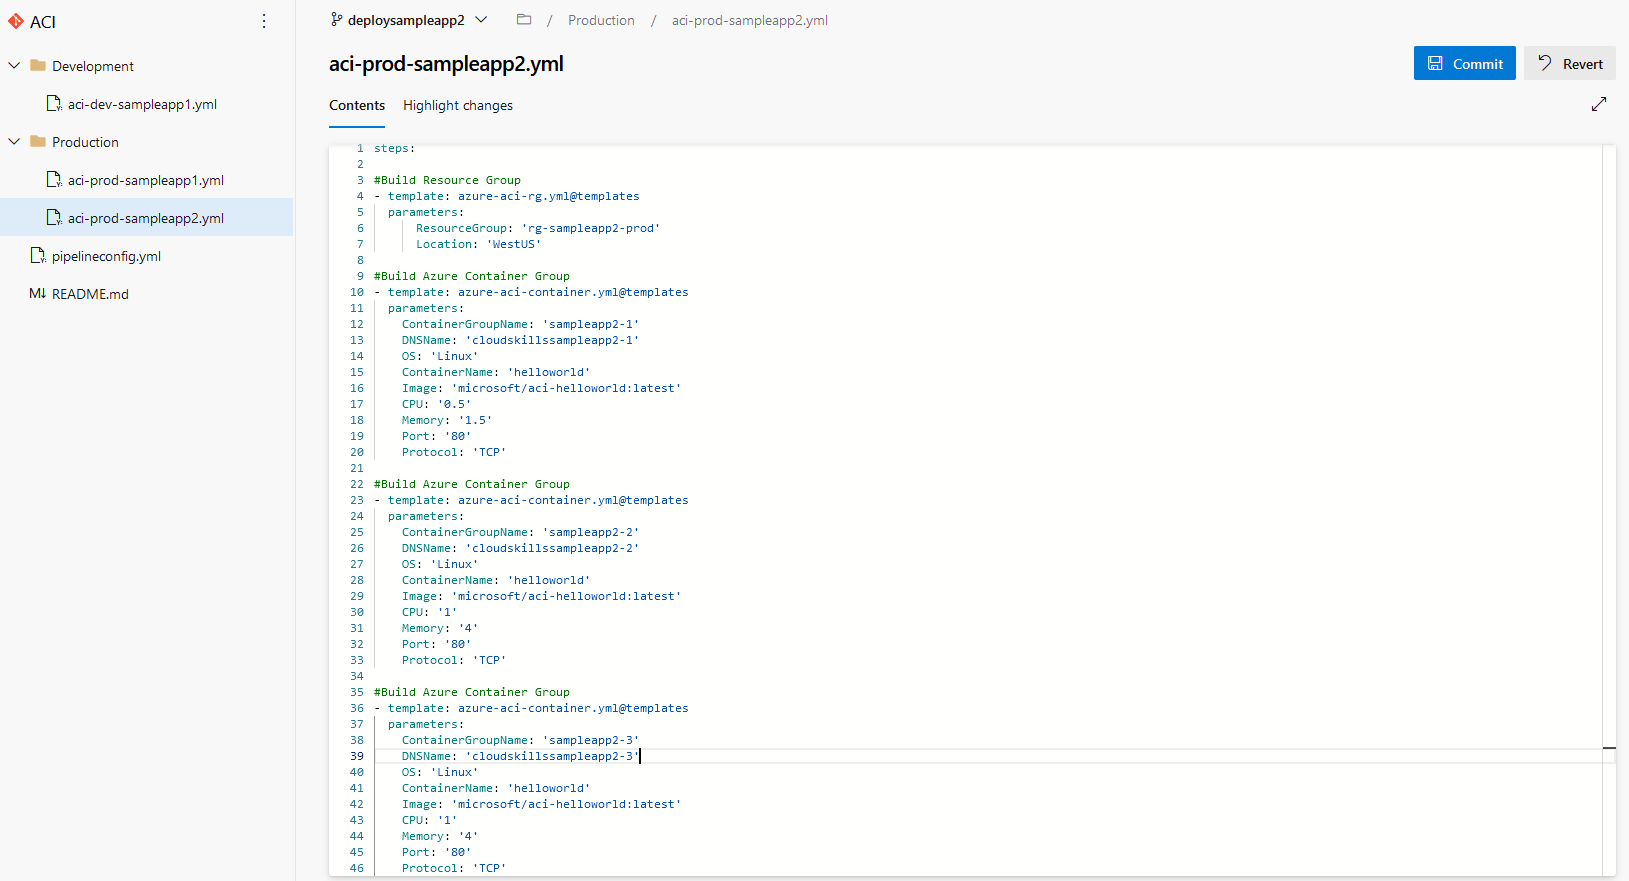 ACI
Development
aci-dev-sampleapp1.yml
Production
aci-prod-sampleapp1.yml
aci-prod-sampleapp2.yml
pipelineconfig.yml
M↓ README.md
deploysampleapp2 / Production / aci-prod-sampleapp2.yml
aci-prod-sampleapp2.yml
Commit
Revert
Contents Highlight changes
1 steps:
2
3 #Build Resource Group
4 - template: azure-aci-rg.yml@templates
5 parameters:
6 ResourceGroup: 'rg-sampleapp2-prod'
7 Location: 'WestUS'
8
9 #Build Azure Container Group
10 - template: azure-aci-container.yml@templates
11 parameters:
12 ContainerGroupName: 'sampleapp2-1'
13 DNSName: 'cloudskillssampleapp2-1'
14 OS: 'Linux'
15 ContainerName: 'helloworld'
16 Image: 'microsoft/aci-helloworld:latest'
17 CPU: '0.5'
18 Memory: '1.5'
19 Port: '80'
20 Protocol: 'TCP'
21
22 #Build Azure Container Group
23 - template: azure-aci-container.yml@templates
24 parameters:
25 ContainerGroupName: 'sampleapp2-2'
26 DNSName: 'cloudskillssampleapp2-2'
27 OS: 'Linux'
28 ContainerName: 'helloworld'
29 Image: 'microsoft/aci-helloworld:latest'
30 CPU: '1'
31 Memory: '4'
32 Port: '80'
33 Protocol: 'TCP'
34
35 #Build Azure Container Group
36 - template: azure-aci-container.yml@templates
37 parameters:
38 ContainerGroupName: 'sampleapp2-3'
39 DNSName: 'cloudskillssampleapp2-3'
40 OS: 'Linux'
41 ContainerName: 'helloworld'
42 Image: 'microsoft/aci-helloworld:latest'
43 CPU: '1'
44 Memory: '4'
45 Port: '80'
46 Protocol: 'TCP'